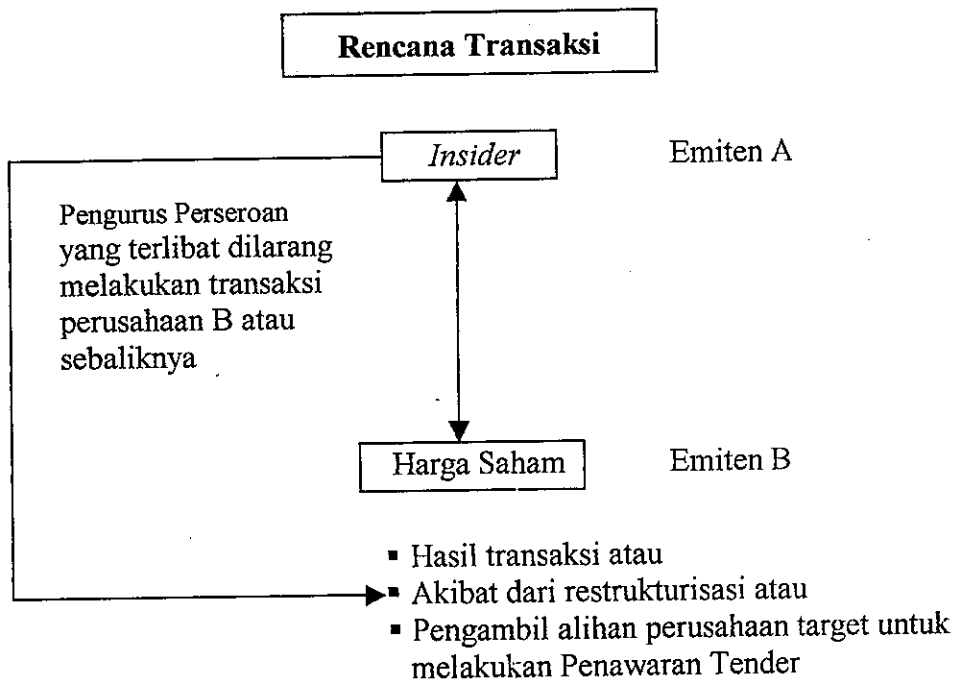 Rencana Transaksi
Insider
Emiten A
Pengurus Perseroan
yang terlibat dilarang
melakukan transaksi
perusahaan B atau
sebaliknya
Harga Saham
Emiten B
▪ Hasil transaksi atau
▪ Akibat dari restrukturisasi atau
▪ Pengambil alihan perusahaan target untuk
melakukan Penawaran Tender